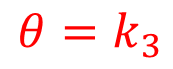 θ = k₃